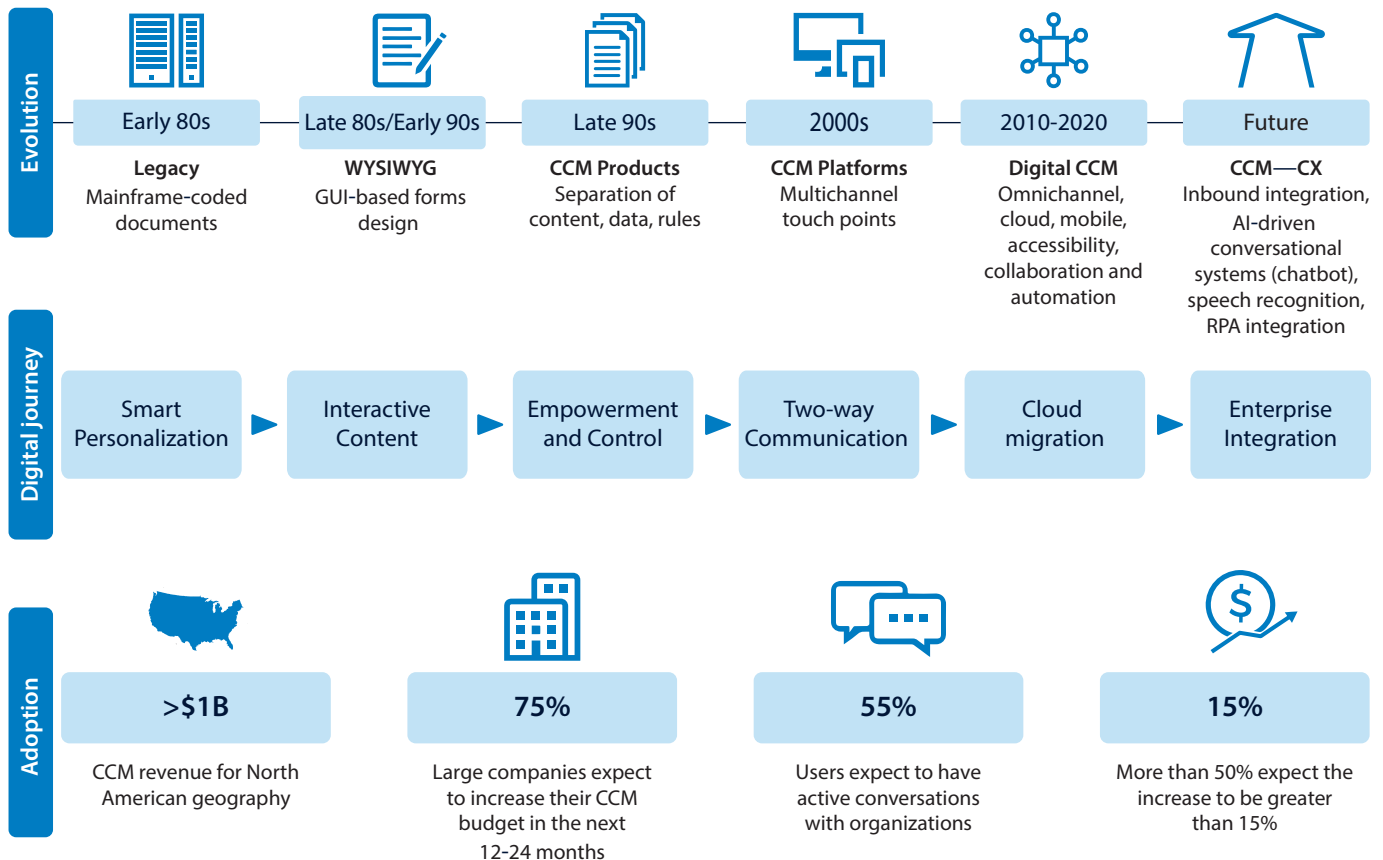 Evolution
Early 80s
Legacy
Mainframe-coded
documents
Late 80s/Early 90s
WYSIWYG
GUI-based forms
design
Late 90s
CCM Products
Separation of
content, data, rules
2000s
CCM Platforms
Multichannel
touch points
2010-2020
Digital CCM
Omnichannel,
cloud, mobile,
accessibility,
collaboration and
automation
Future
CCM—CX
Inbound integration,
AI-driven
conversational
systems (chatbot),
speech recognition,
RPA integration
Digital journey
Smart
Personalization
Interactive
Content
Empowerment
and Control
Two-way
Communication
Cloud
migration
Enterprise
Integration
Adoption
>$1B
CCM revenue for North
American geography
75%
Large companies expect
to increase their CCM
budget in the next
12-24 months
55%
Users expect to have
active conversations
with organizations
$
15%
More than 50% expect the
increase to be greater
than 15%